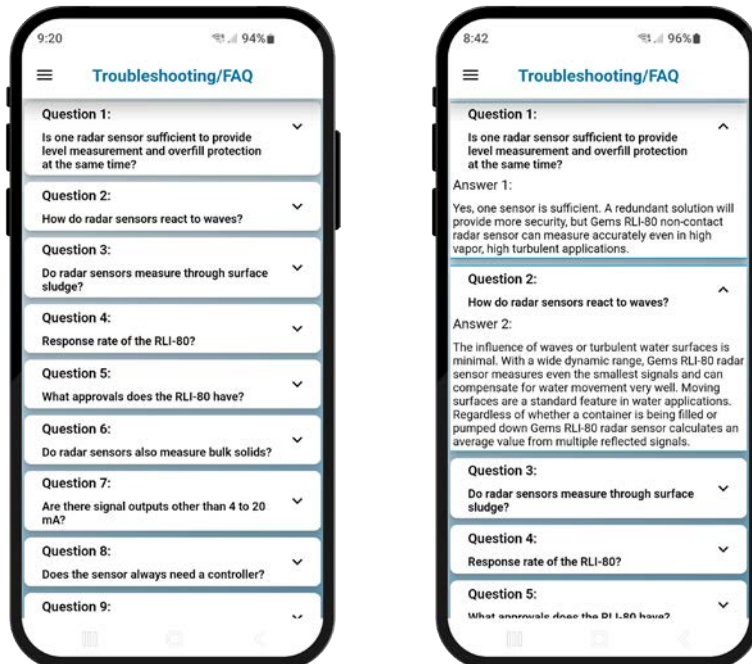 9:20
94%
Troubleshooting/FAQ
Question 1:
Is one radar sensor sufficient to provide
level measurement and overfill protection
at the same time?
Question 2:
How do radar sensors react to waves?
Question 3:
Do radar sensors measure through surface
sludge?
Question 4:
Response rate of the RLI-80?
Question 5:
What approvals does the RLI-80 have?
Question 6:
Do radar sensors also measure bulk solids?
Question 7:
Are there signal outputs other than 4 to 20
mA?
Question 8:
Does the sensor always need a controller?
Question 9:
8:42
96%
Troubleshooting/FAQ
Question 1:
Is one radar sensor sufficient to provide
level measurement and overfill protection
at the same time?
Answer 1:
Yes, one sensor is sufficient. A redundant solution will
provide more security, but Gems RLI-80 non-contact
radar sensor can measure accurately even in high
vapor, high turbulent applications.
Question 2:
How do radar sensors react to waves?
Answer 2:
The influence of waves or turbulent water surfaces is
minimal. With a wide dynamic range, Gems RLI-80 radar
sensor measures even the smallest signals and can
compensate for water movement very well. Moving
surfaces are a standard feature in water applications.
Regardless of whether a container is being filled or
pumped down Gems RLI-80 radar sensor calculates an
average value from multiple reflected signals.
Question 3:
Do radar sensors measure through surface
sludge?
Question 4:
Response rate of the RLI-80?
Question 5:
What approvals does the RLI-80 have?